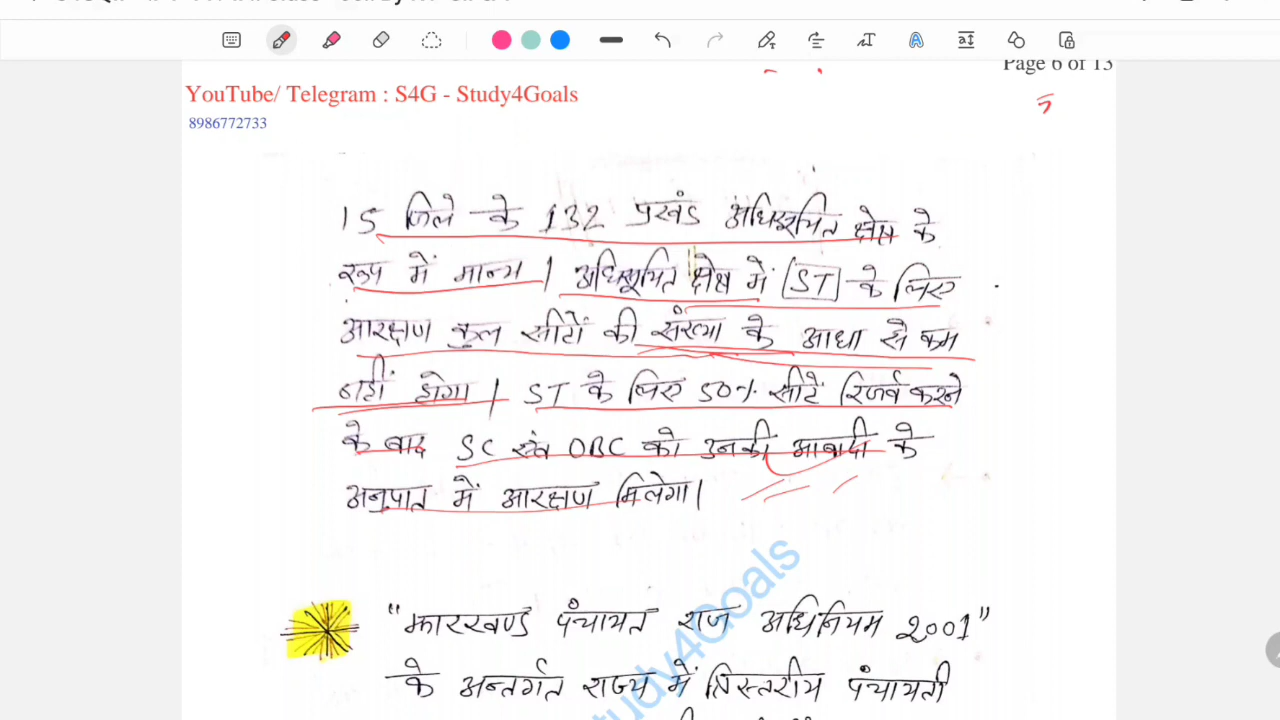 Page 6 of 13
YouTube/ Telegram : S4G - Study4Goals
8986772733
15 जिले के 132 प्रखंड अधिसूचित क्षेत्र के
रूप में मान्य। अधिसूचित क्षेत्र में [ST] के लिए
आरक्षण कुल सीटों की संख्या के आधा से कम
नहीं होगा। ST के लिए 50% सीटें रिजर्व करने
के बाद SC एवं OBC को उनकी आबादी के
अनुपात में आरक्षण मिलेगा।
"झारखण्ड पंचायत राज अधिनियम 2001"
के अन्तर्गत राज्य में त्रिस्तरीय पंचायती
Study4Goals